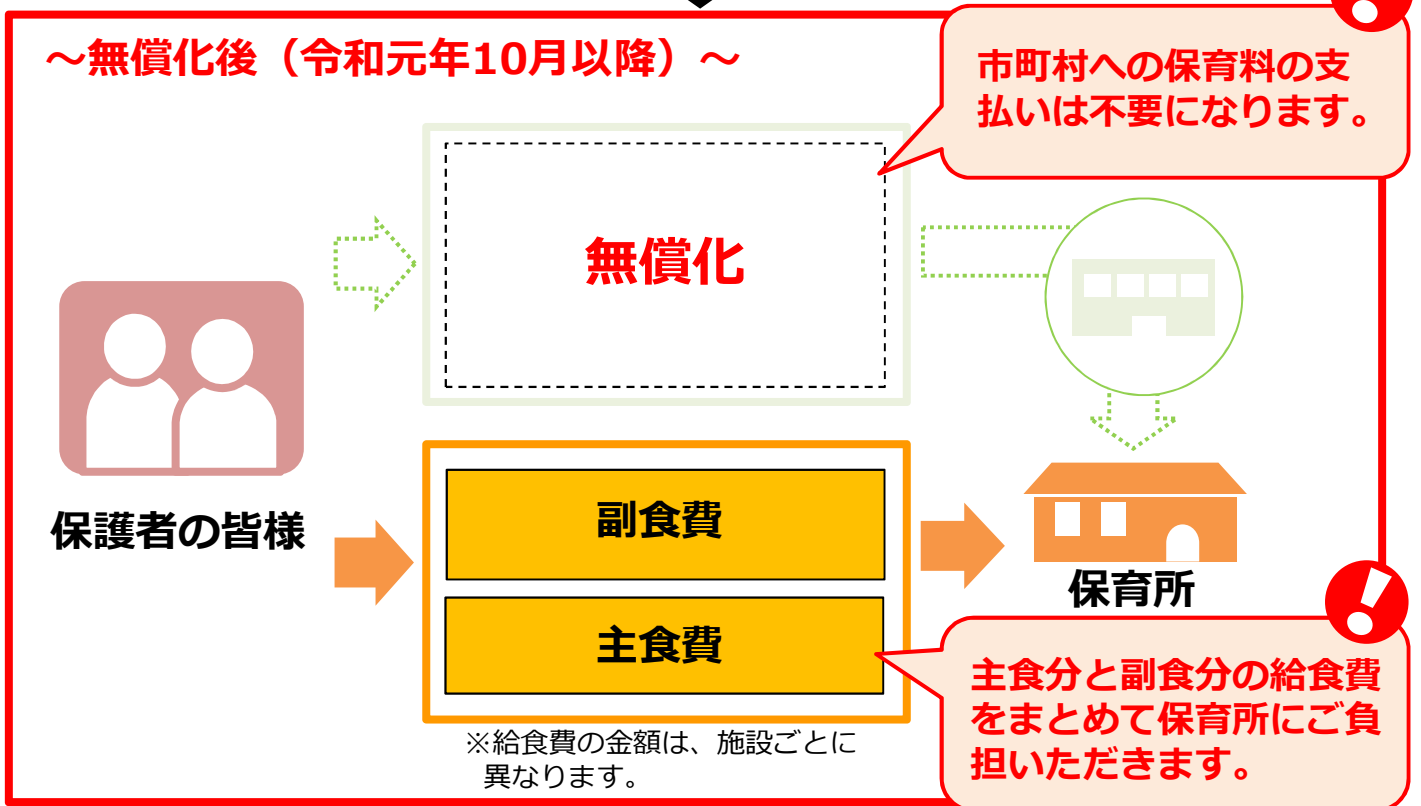 ～無償化後（令和元年10月以降）～
市町村への保育料の支
払いは不要になります。
無償化
保護者の皆様
副食費
主食費
保育所
※給食費の金額は、施設ごとに
異なります。
主食分と副食分の給食費
をまとめて保育所にご負
担いただきます。